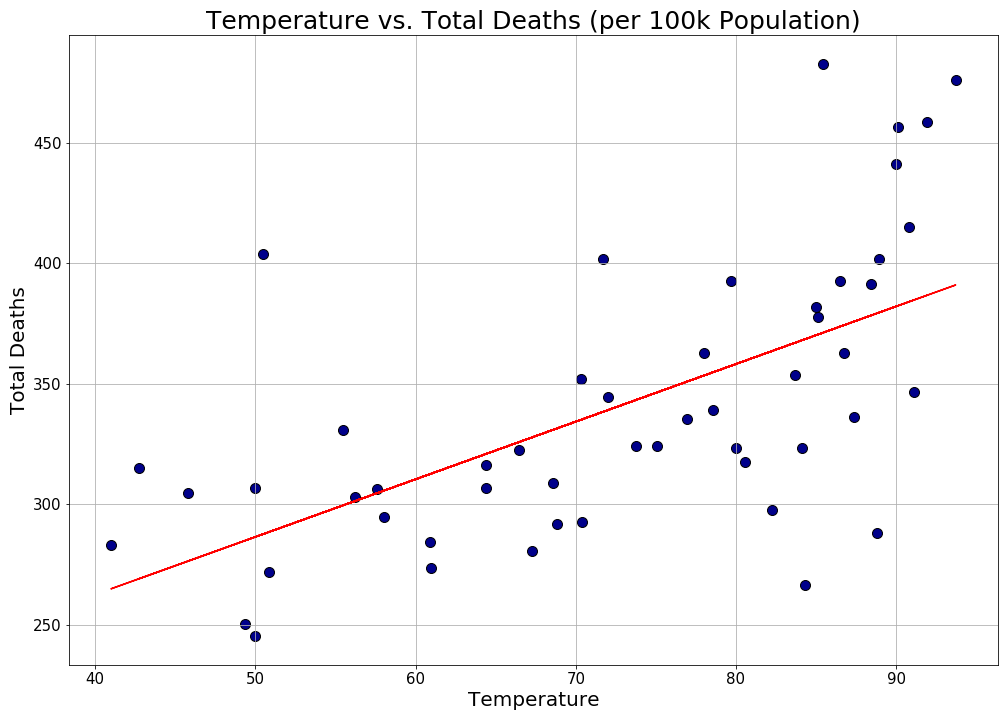 Temperature vs. Total Deaths (per 100k Population)
Total Deaths
450
400
350
300
250
40 50 60 70 80 90
Temperature